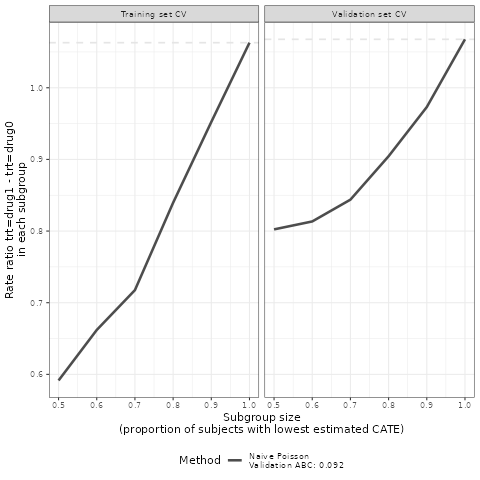 Training set CV
Validation set CV
Rate ratio trt=drug1 - trt=drug0
in each subgroup
1.0
0.9
0.8
0.7
0.6
0.5 0.6 0.7 0.8 0.9 1.0
0.5 0.6 0.7 0.8 0.9 1.0
Subgroup size
(proportion of subjects with lowest estimated CATE)
Method
Naive Poisson
Validation ABC: 0.092